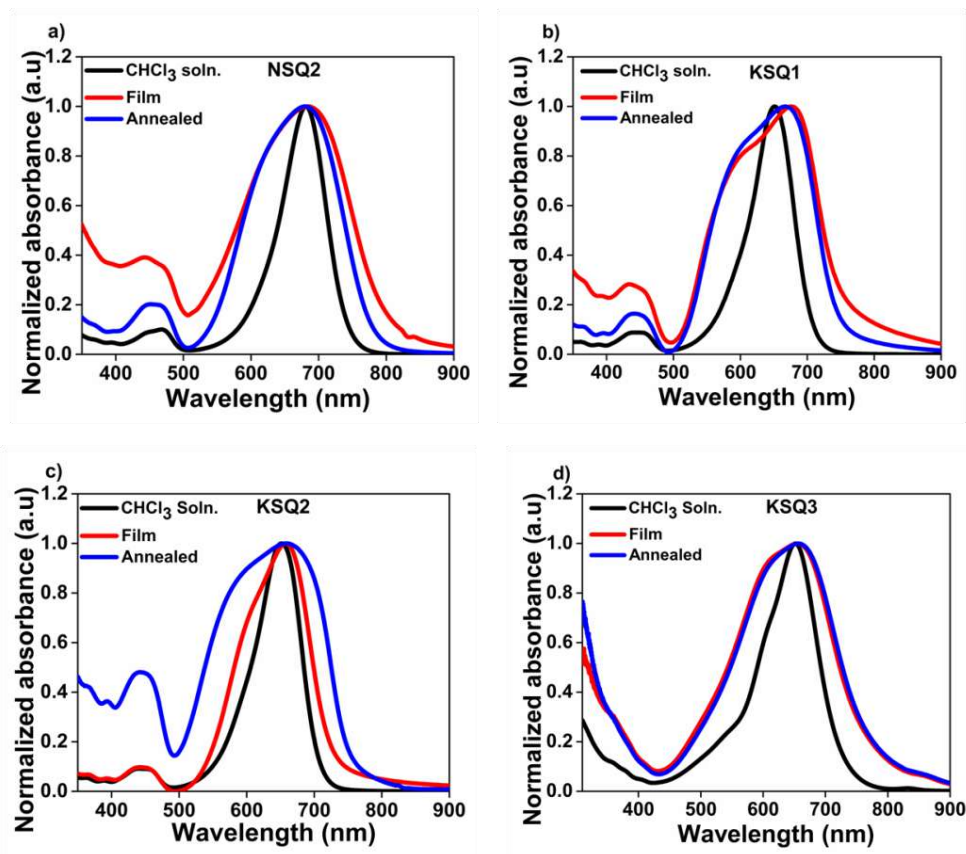 a)
NSQ2
CHCl3 soln.
Film
Annealed
Normalized absorbance (a.u)
1.2
1.0
0.8
0.6
0.4
0.2
0.0
400 500 600 700 800 900
Wavelength (nm)
b)
KSQ1
CHCl3 soln.
Film
Annealed
Normalized absorbance (a.u)
1.2
1.0
0.8
0.6
0.4
0.2
0.0
400 500 600 700 800 900
Wavelength (nm)
c)
KSQ2
CHCl3 Soln.
Film
Annealed
Normalized absorbance (a.u)
1.2
1.0
0.8
0.6
0.4
0.2
0.0
400 500 600 700 800 900
Wavelength (nm)
d)
KSQ3
CHCl3 Soln.
Film
Annealed
Normalized absorbance (a.u)
1.2
1.0
0.8
0.6
0.4
0.2
0.0
400 500 600 700 800 900
Wavelength (nm)